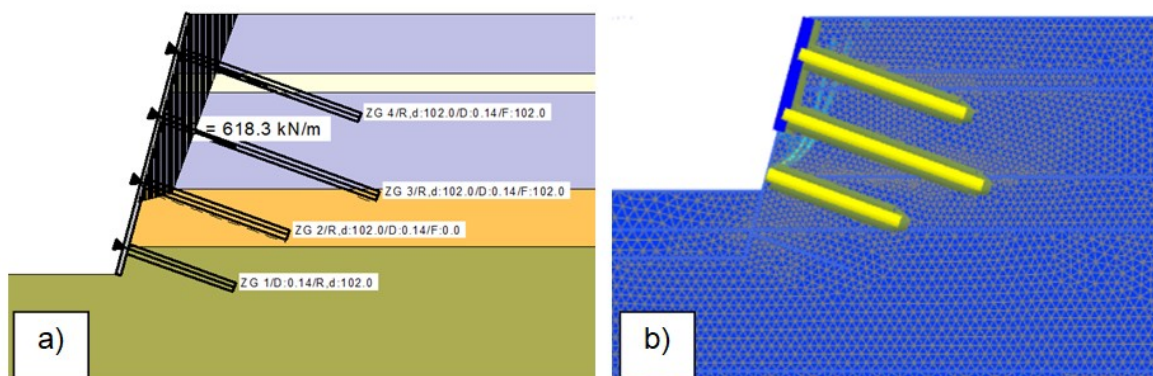 ZG 4/R,d:102.0/D:0.14/F:102.0
= 618.3 kN/m
ZG 3/R,d:102.0/D:0.14/F:102.0
ZG 2/R,d:102.0/D:0.14/F:0.0
ZG 1/D:0.14/R,d:102.0
a)
b)